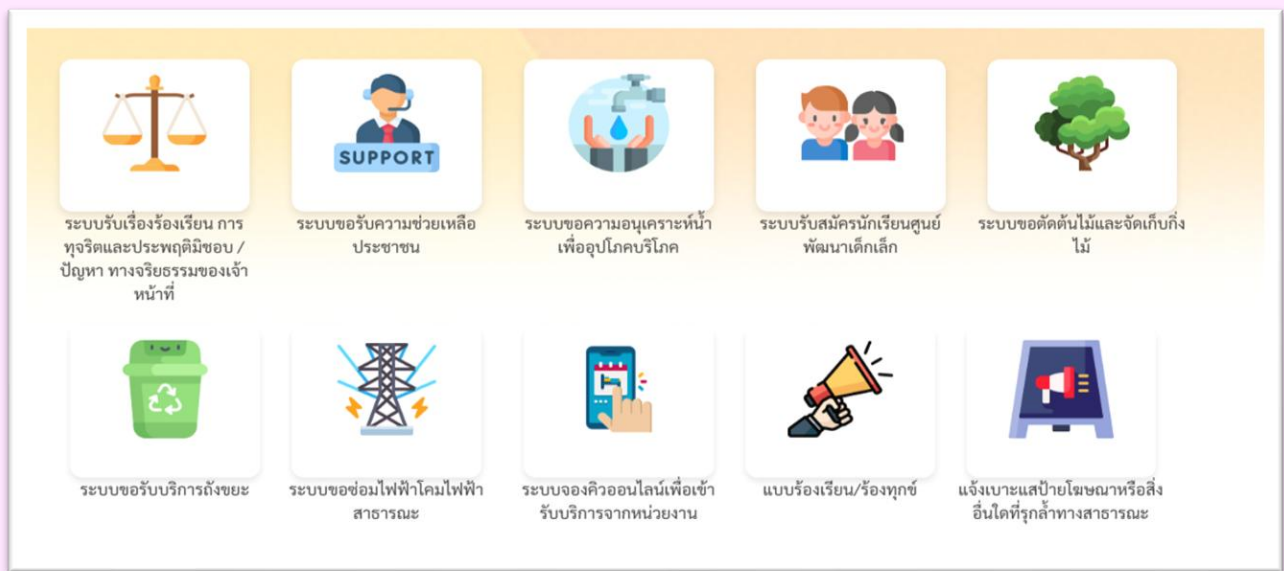 SUPPORT
ระบบรับเรื่องร้องเรียน การ
ทุจริตและประพฤติมิชอบ /
ปัญหา ทางจริยธรรมของเจ้า
หน้าที่
ระบบขอรับความช่วยเหลือ
ประชาชน
ระบบขอความอนุเคราะห์น้ำ
เพื่ออุปโภคบริโภค
ระบบรับสมัครนักเรียนศูนย์
พัฒนาเด็กเล็ก
ระบบขอตัดต้นไม้และจัดเก็บกิ่ง
ไม้
ระบบขอรับบริการถังขยะ
ระบบขอซ่อมไฟฟ้าโคมไฟฟ้า
สาธารณะ
ระบบจองคิวออนไลน์เพื่อเข้า
รับบริการจากหน่วยงาน
แบบร้องเรียน/ร้องทุกข์
แจ้งเบาะแสป้ายโฆษณาหรือสิ่ง
อื่นใดที่รุกล้ำทางสาธารณะ